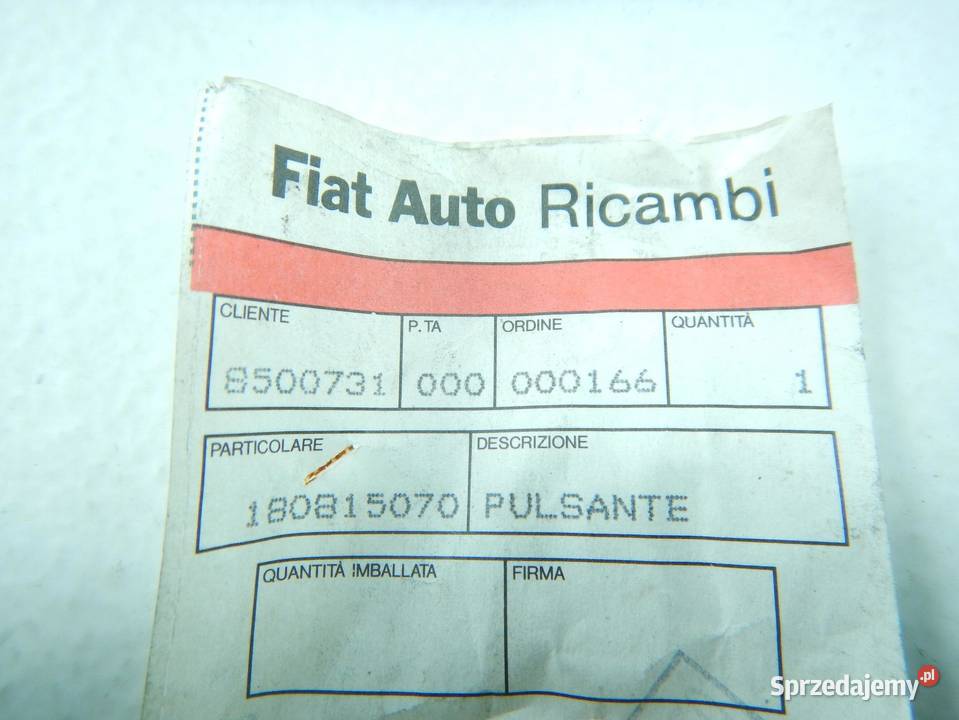 Fiat Auto Ricambi
CLIENTE P.TA ORDINE QUANTITÀ
8500731 000 000166 1
PARTICOLARE DESCRIZIONE
180815070 PULSANTE
QUANTITÀ IMBALLATA FIRMA
Sprzedajemy.pl